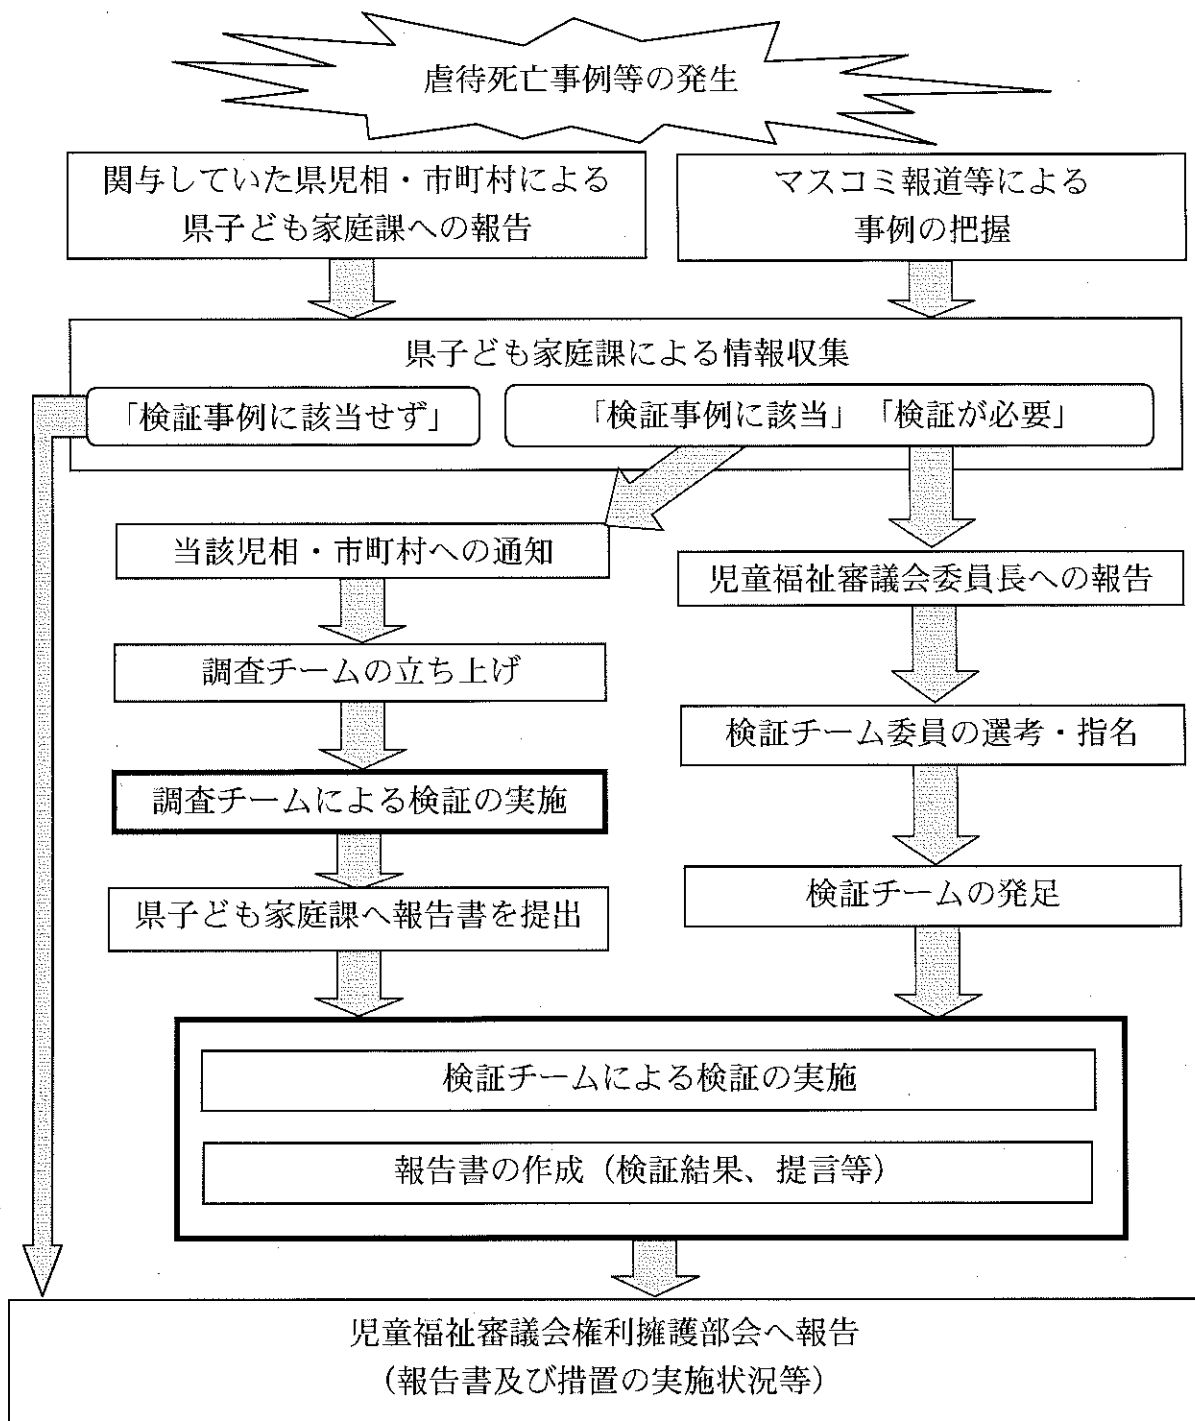 虐待死亡事例等の発生
関与していた県児相・市町村による
県子ども家庭課への報告
マスコミ報道等による
事例の把握
県子ども家庭課による情報収集
「検証事例に該当せず」
「検証事例に該当」「検証が必要」
当該児相・市町村への通知
児童福祉審議会委員長への報告
調査チームの立ち上げ
検証チーム委員の選考・指名
調査チームによる検証の実施
検証チームの発足
県子ども家庭課へ報告書を提出
検証チームによる検証の実施
報告書の作成（検証結果、提言等）
児童福祉審議会権利擁護部会へ報告
（報告書及び措置の実施状況等）